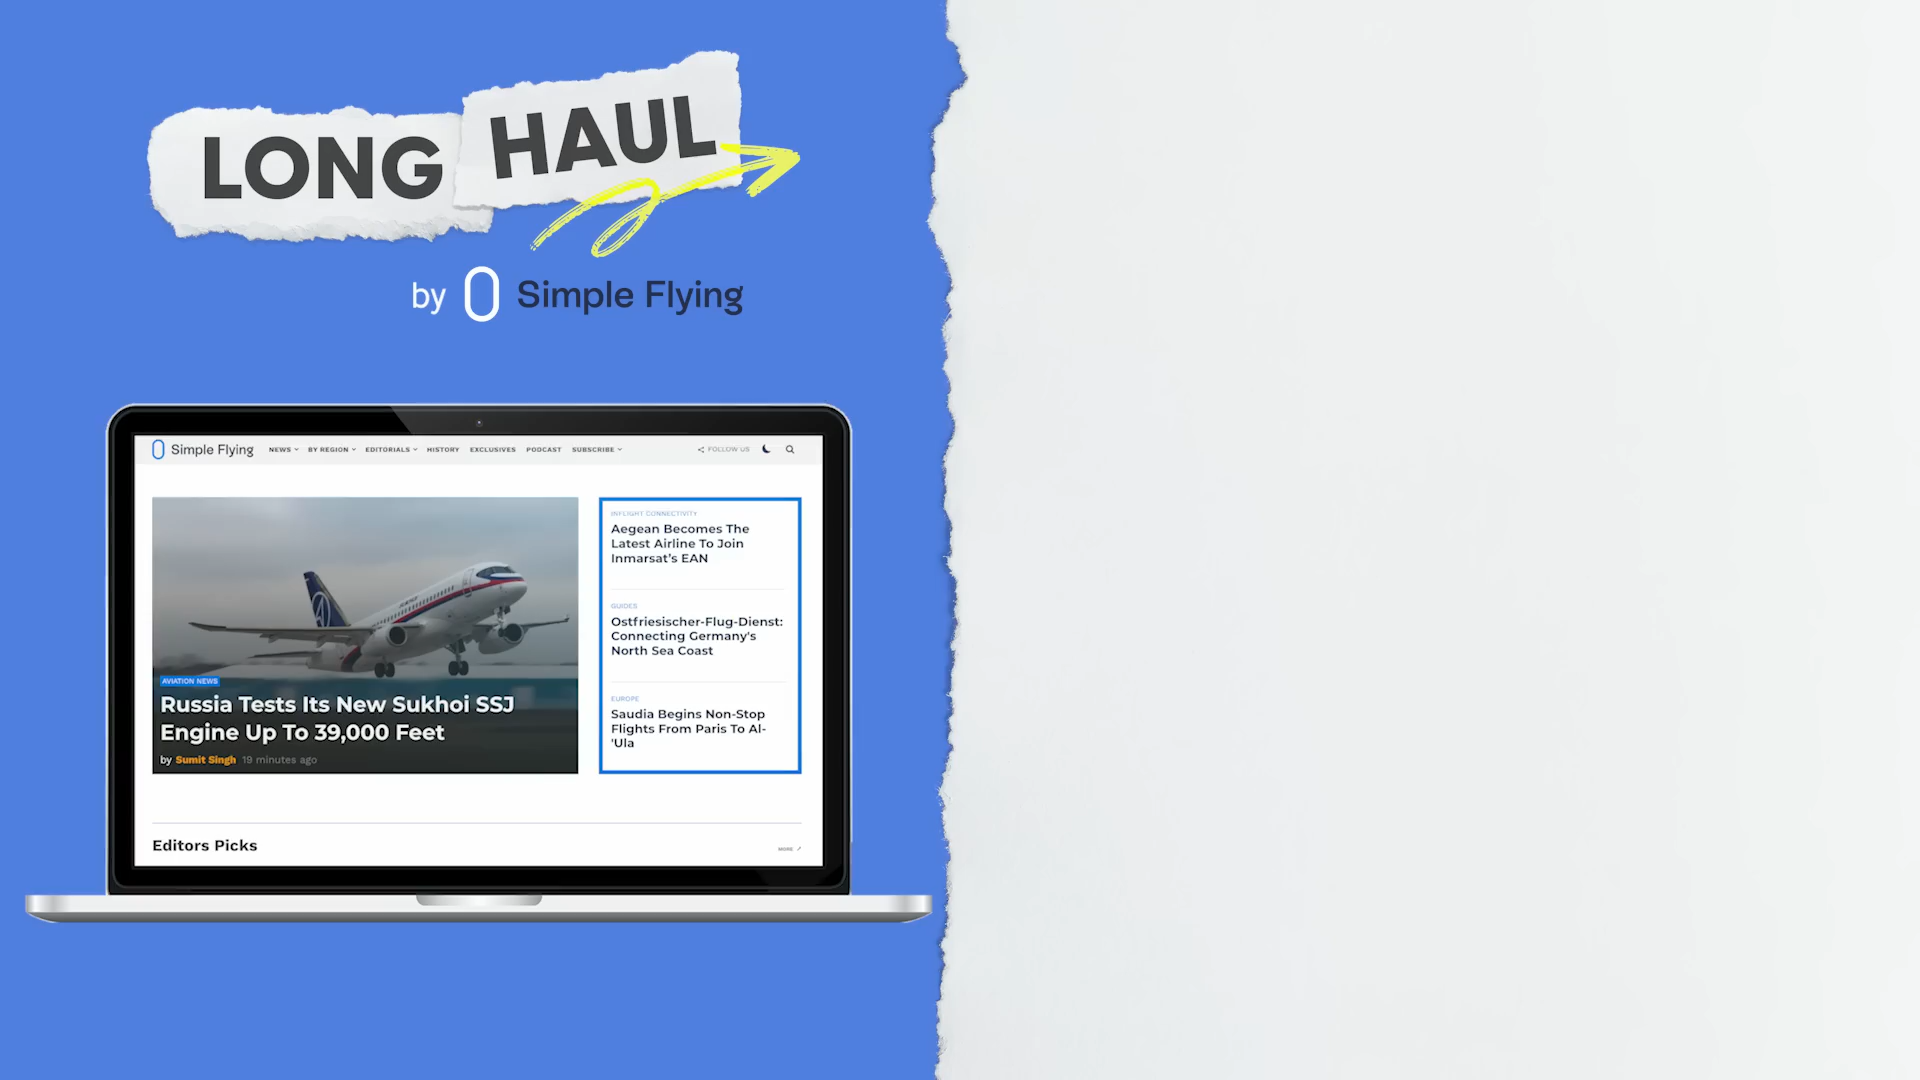 LONG HAUL
by Simple Flying
Simple Flying NEWS BY REGION EDITORIALS HISTORY EXCLUSIVES PODCAST SUBSCRIBE FOLLOW US
AVIATION NEWS
Russia Tests Its New Sukhoi SSJ
Engine Up To 39,000 Feet
by Sumit Singh 19 minutes ago
INFLIGHT CONNECTIVITY
Aegean Becomes The
Latest Airline To Join
Inmarsat's EAN
GUIDES
Ostfriesischer-Flug-Dienst:
Connecting Germany's
North Sea Coast
EUROPE
Saudia Begins Non-Stop
Flights From Paris To Al-
'Ula
Editors Picks
MORE